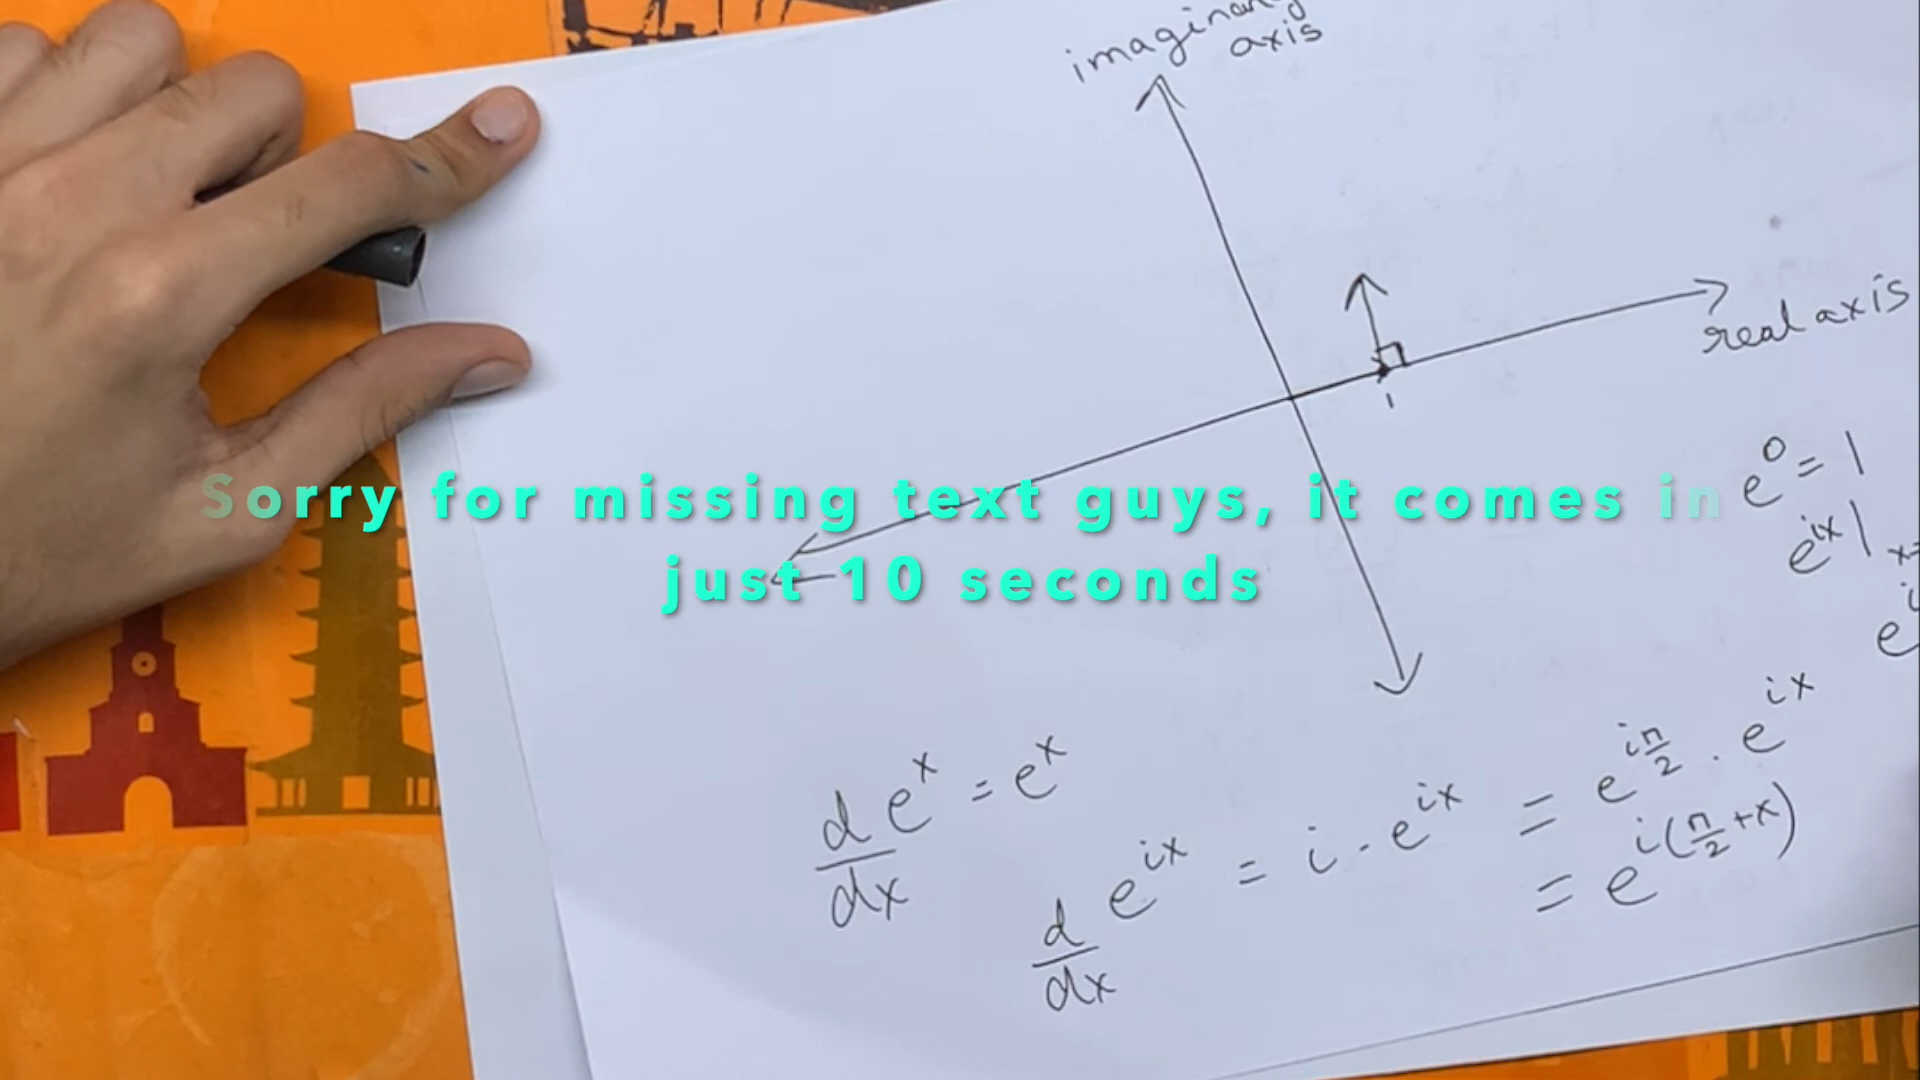 imaginary
axis
real axis
1
e^0 = 1
e^{ix}|_{x=
e^i
Sorry for missing text guys, it comes in
just 10 seconds
d/dx e^x = e^x
d/dx e^{ix} = i · e^{ix} = e^{iπ/2} · e^{ix}
= e^{i(π/2+x)}